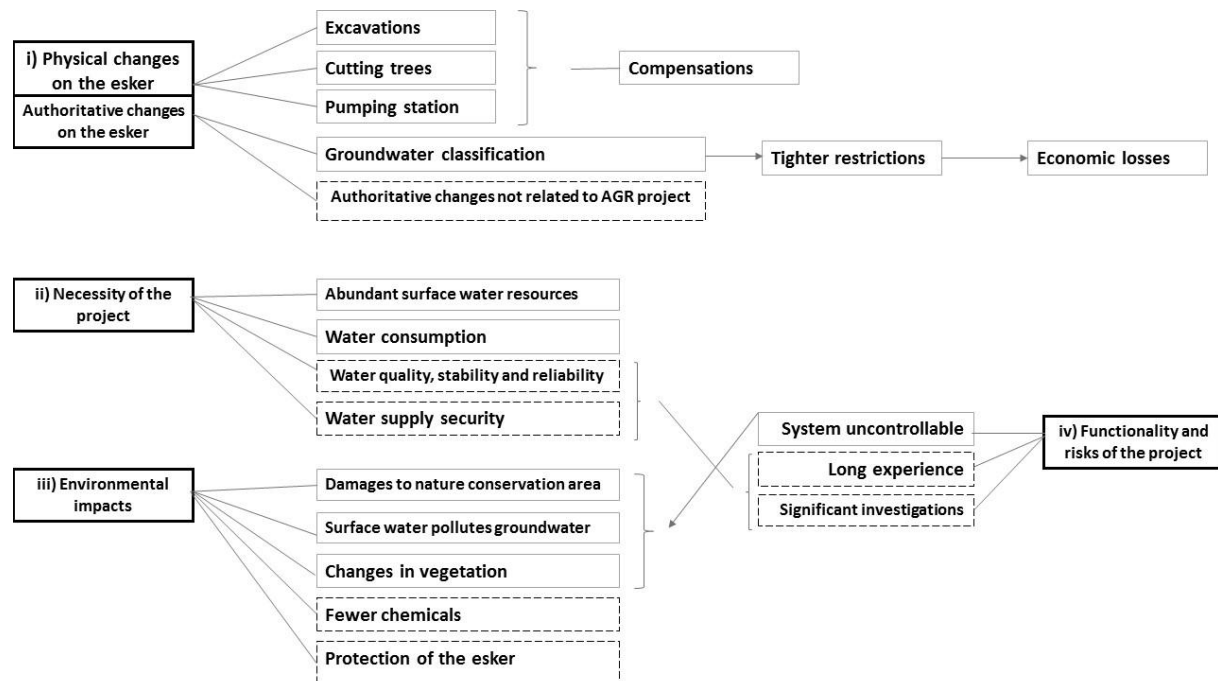 i) Physical changes
on the esker
Authoritative changes
on the esker
Excavations
Cutting trees
Pumping station
Compensations
Groundwater classification
Tighter restrictions
Economic losses
Authoritative changes not related to AGR project
ii) Necessity of the
project
Abundant surface water resources
Water consumption
Water quality, stability and reliability
Water supply security
iii) Environmental
impacts
Damages to nature conservation area
Surface water pollutes groundwater
Changes in vegetation
Fewer chemicals
Protection of the esker
System uncontrollable
Long experience
Significant investigations
iv) Functionality and
risks of the project